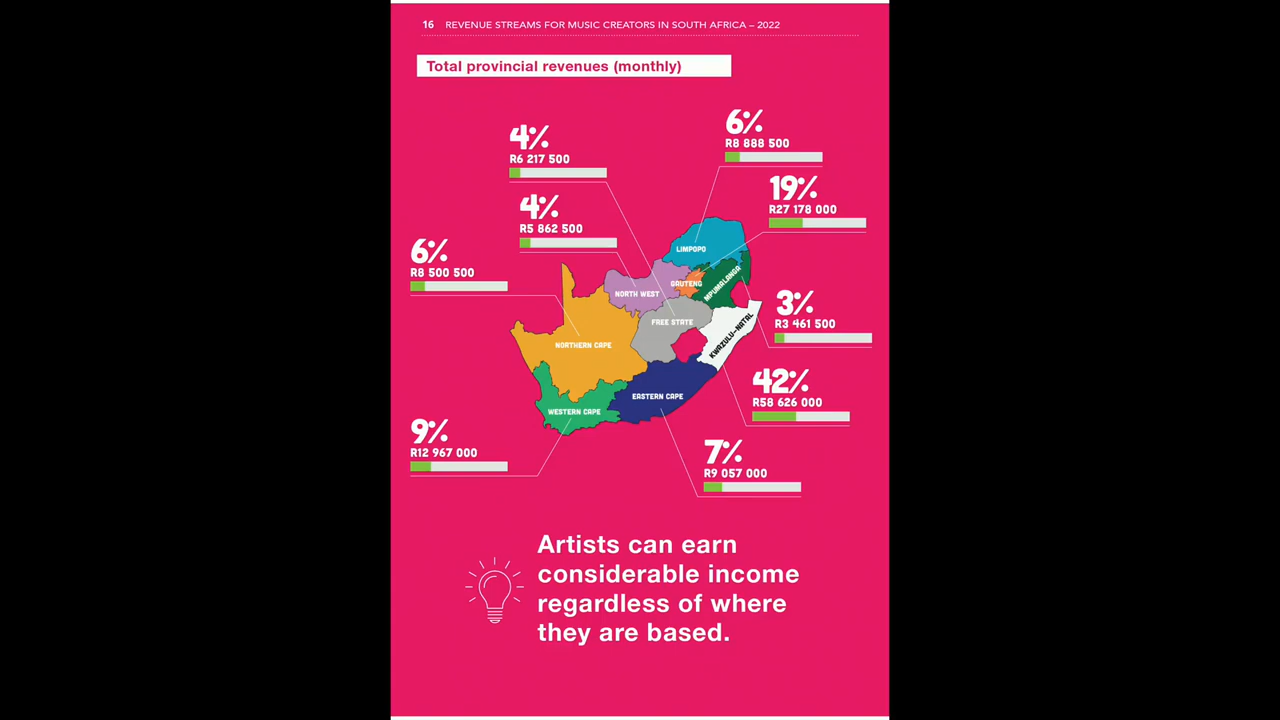 16 REVENUE STREAMS FOR MUSIC CREATORS IN SOUTH AFRICA – 2022
Total provincial revenues (monthly)
6%
R8 888 500
4%
R6 217 500
19%
R27 178 000
4%
R5 862 500
6%
R8 500 500
LIMPOPO
GAUTENG
MPUMALANGA
NORTH WEST
3%
R3 461 500
FREE STATE
KWAZULU-NATAL
NORTHERN CAPE
42%
R58 626 000
EASTERN CAPE
WESTERN CAPE
9%
R12 967 000
7%
R9 057 000
Artists can earn
considerable income
regardless of where
they are based.